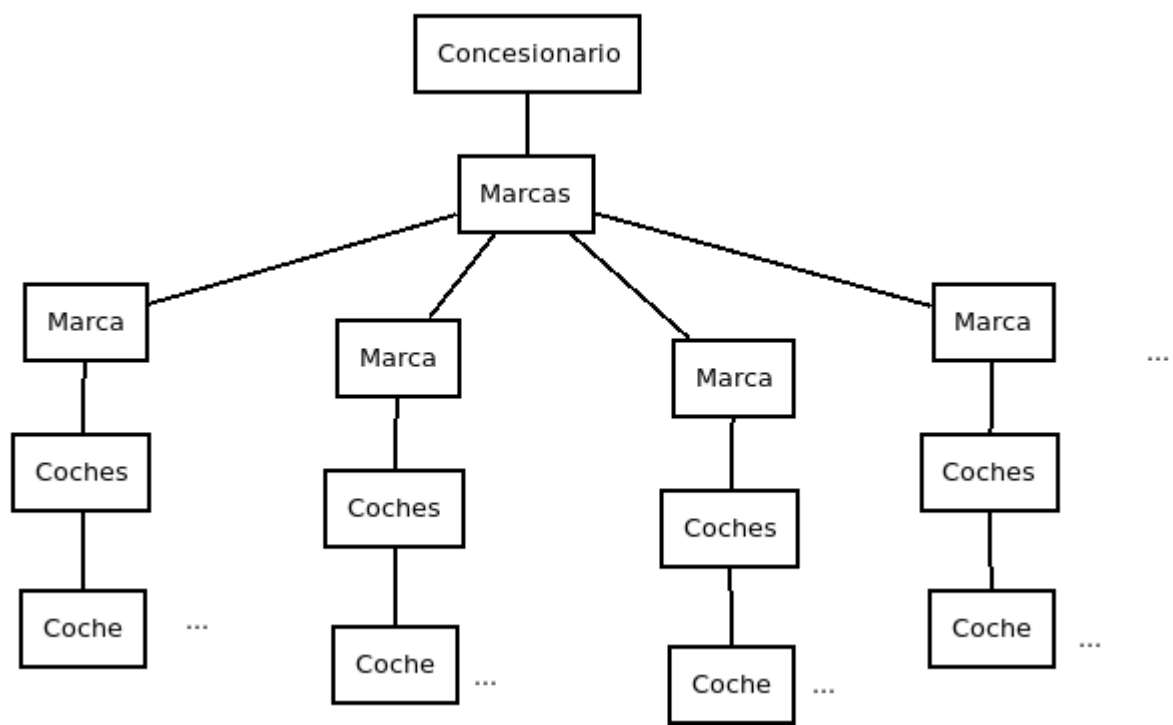 Concesionario
Marcas
Marca
Marca
Marca
Marca
...
Coches
Coches
Coches
Coches
Coche
...
Coche
...
Coche
...
Coche
...